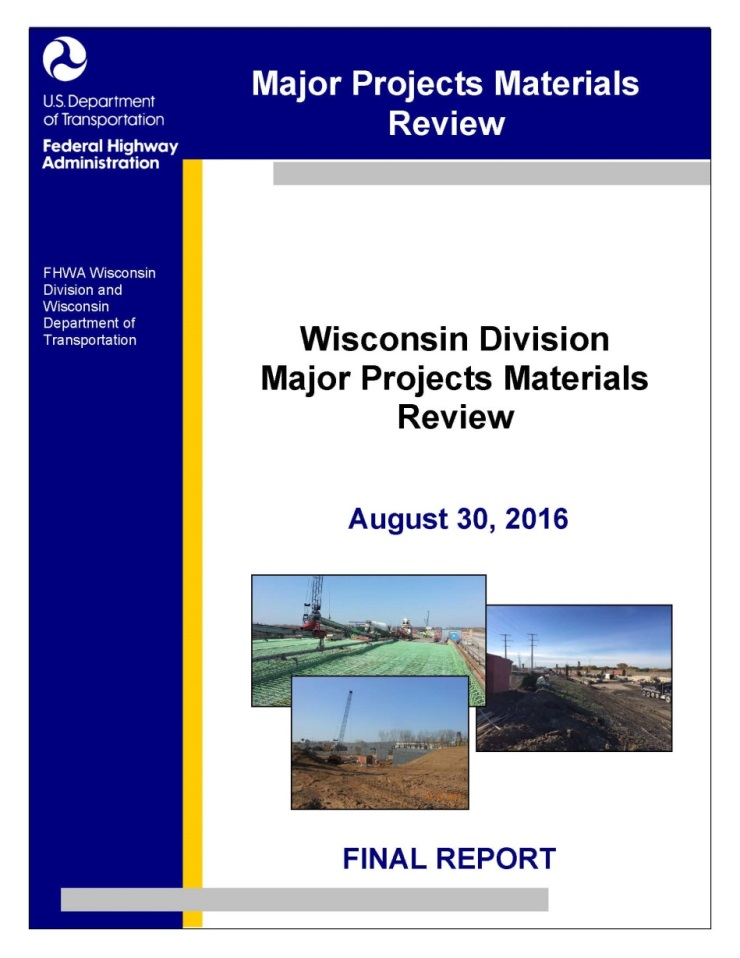 U.S. Department
of Transportation
Federal Highway
Administration
Major Projects Materials
Review
FHWA Wisconsin
Division and
Wisconsin
Department of
Transportation
Wisconsin Division
Major Projects Materials
Review
August 30, 2016
FINAL REPORT